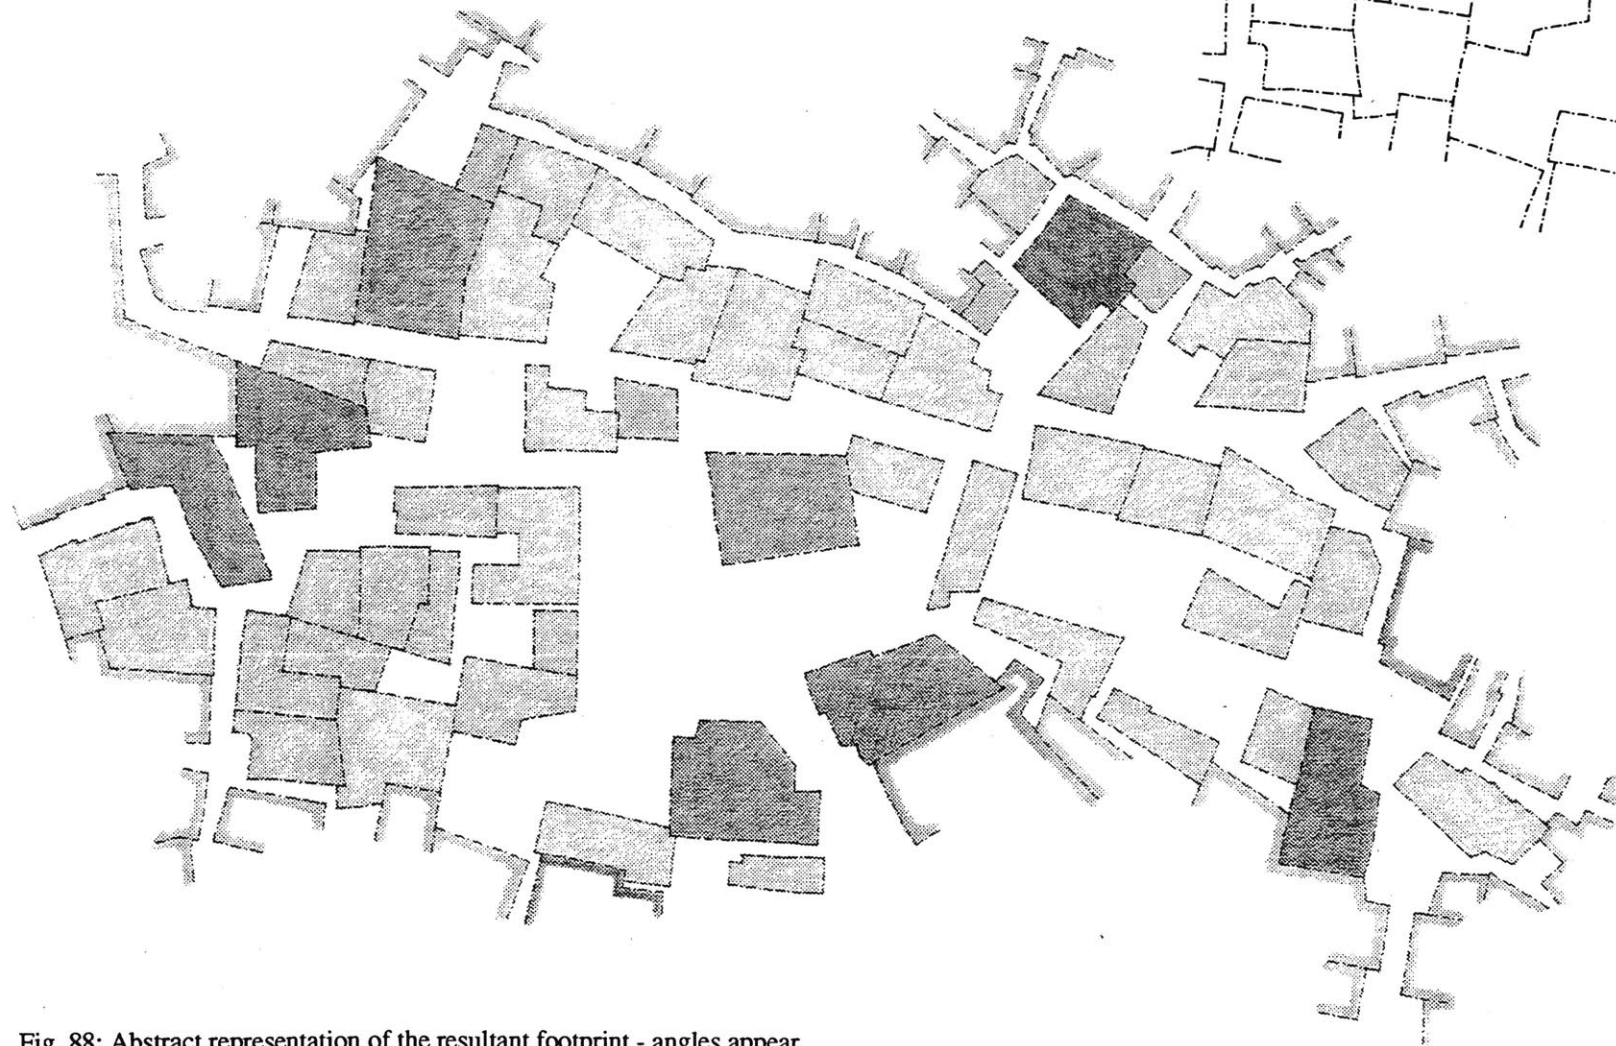 Fig. 88: Abstract representation of the resultant footprint - angles appear